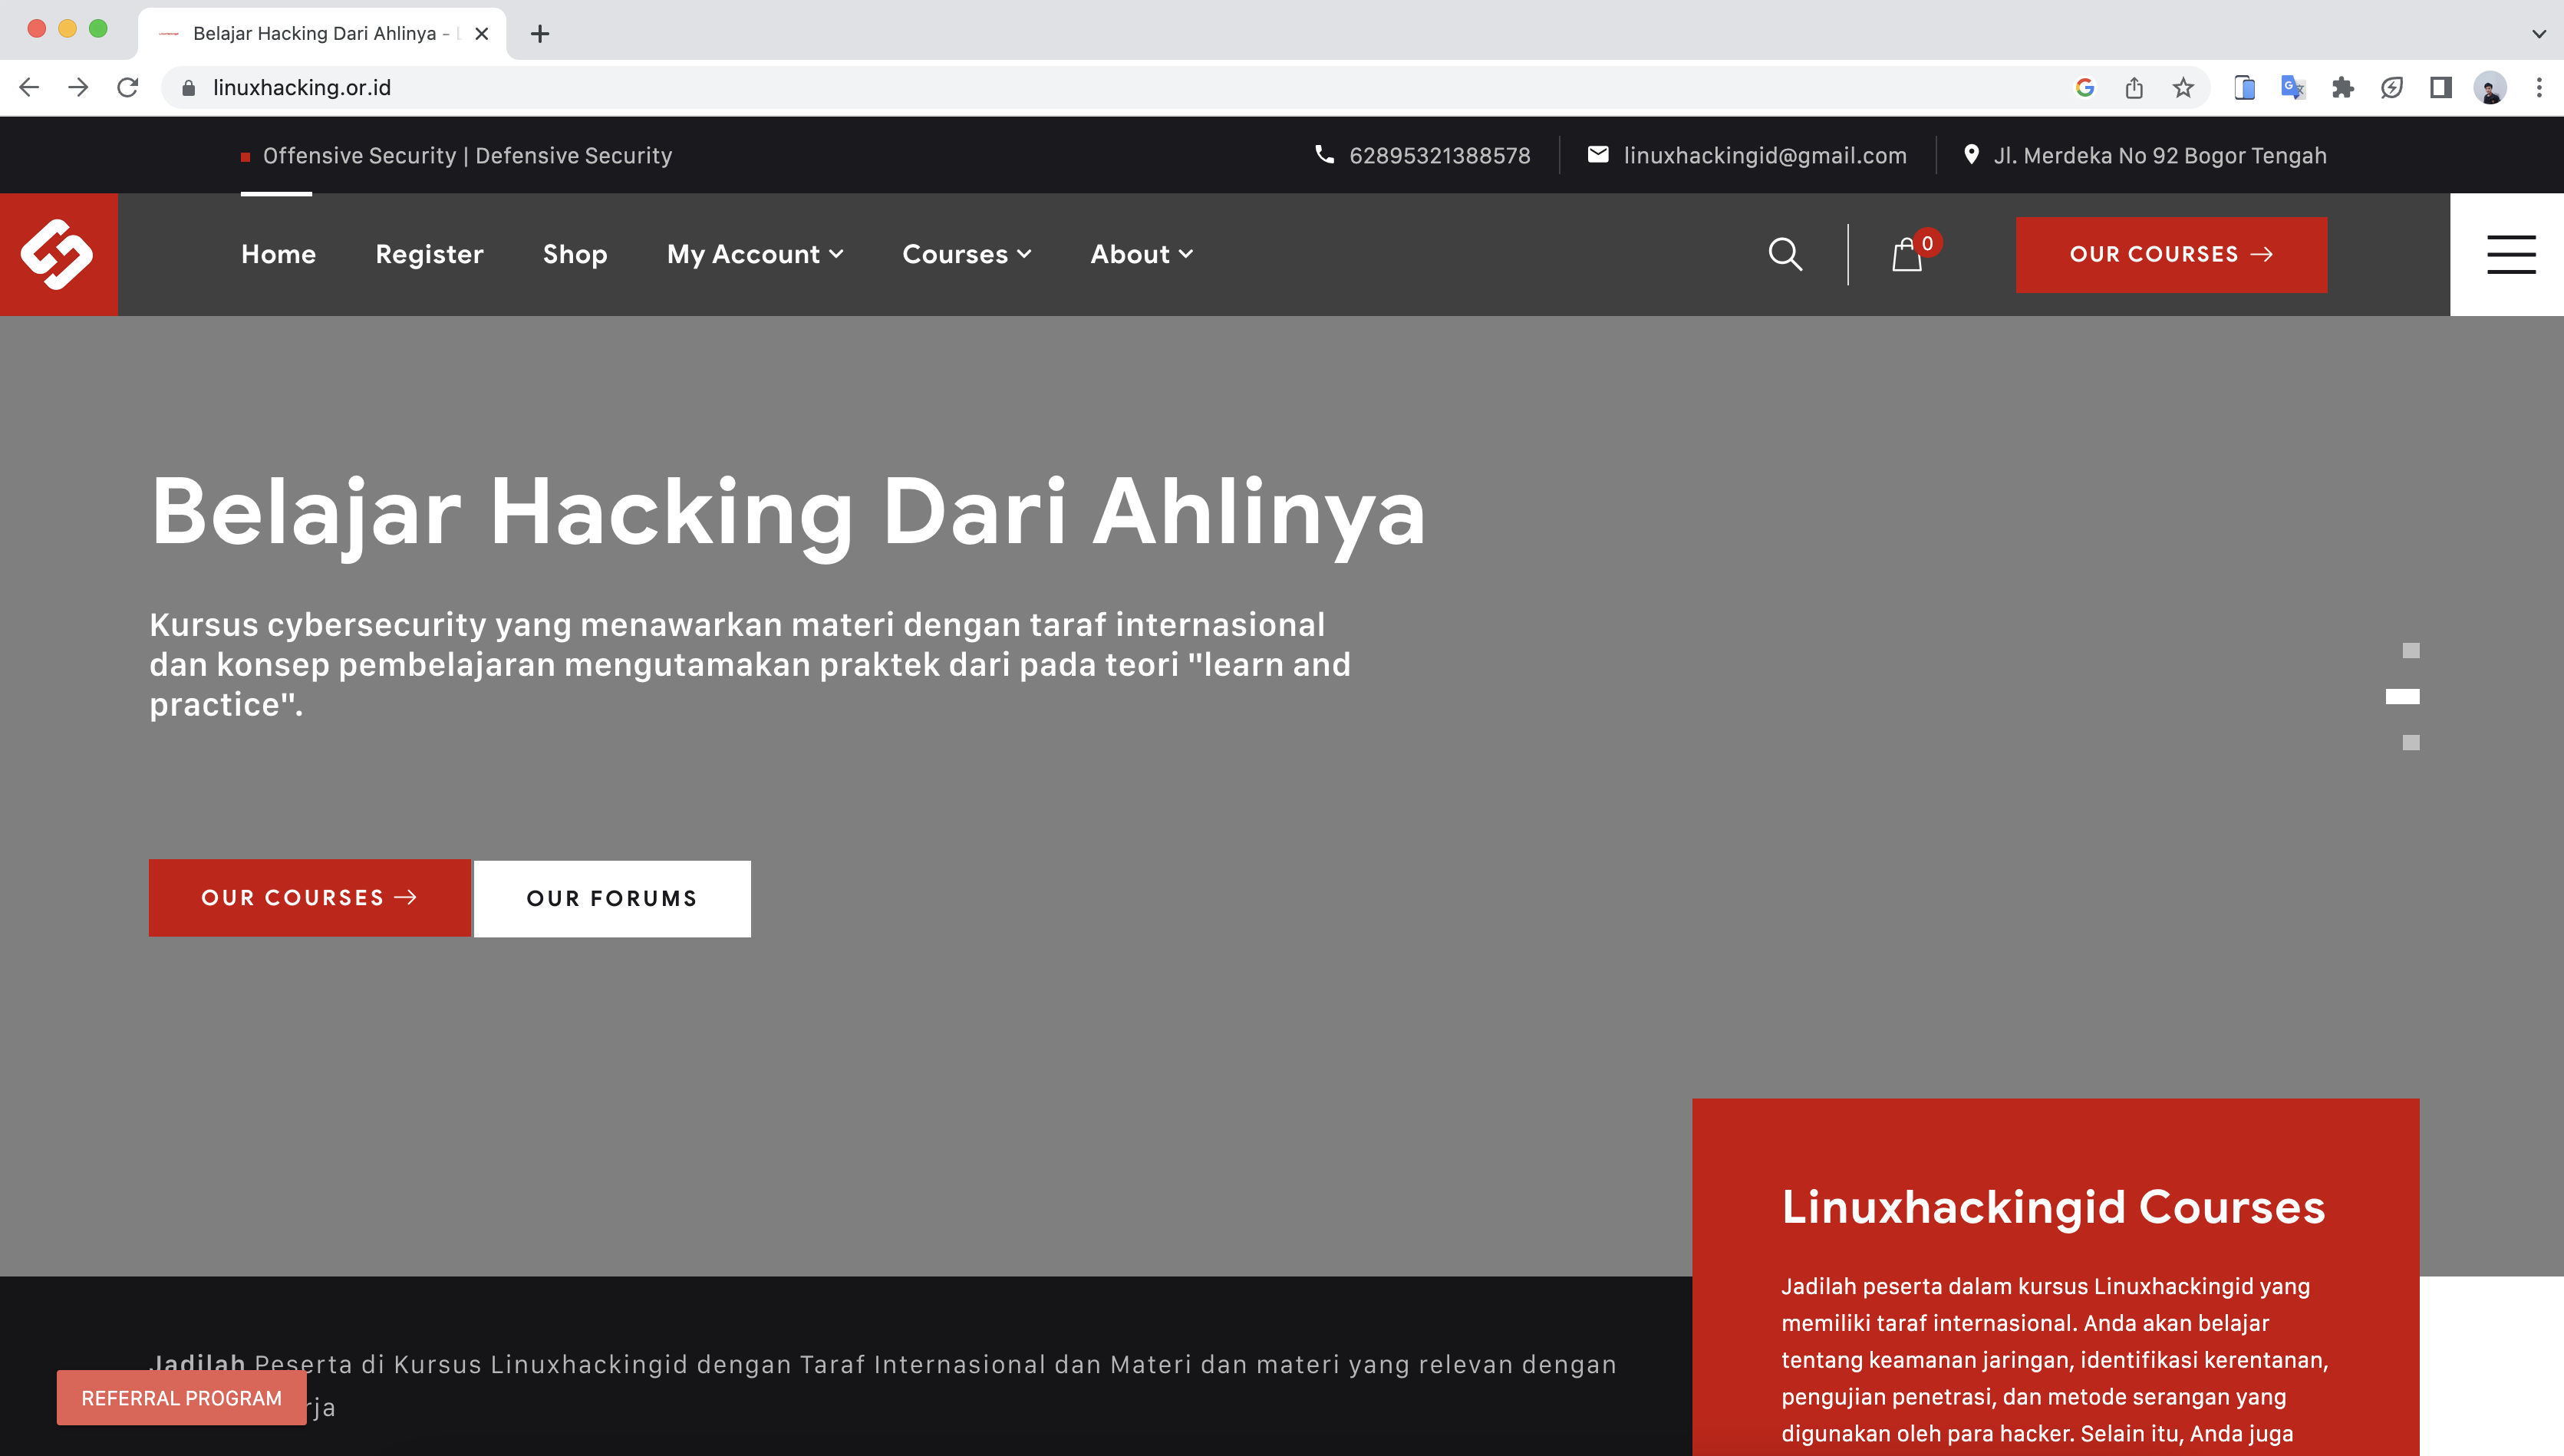 Belajar Hacking Dari Ahlinya -
linuxhacking.or.id
Offensive Security | Defensive Security
62895321388578
linuxhackingid@gmail.com
Jl. Merdeka No 92 Bogor Tengah
Home
Register
Shop
My Account
Courses
About
0
OUR COURSES →
Belajar Hacking Dari Ahlinya
Kursus cybersecurity yang menawarkan materi dengan taraf internasional
dan konsep pembelajaran mengutamakan praktek dari pada teori "learn and
practice".
OUR COURSES →
OUR FORUMS
Linuxhackingid Courses
Jadilah peserta dalam kursus Linuxhackingid yang
memiliki taraf internasional. Anda akan belajar
tentang keamanan jaringan, identifikasi kerentanan,
pengujian penetrasi, dan metode serangan yang
digunakan oleh para hacker. Selain itu, Anda juga
Jadilah Peserta di Kursus Linuxhackingid dengan Taraf Internasional dan Materi dan materi yang relevan dengan
REFERRAL PROGRAM